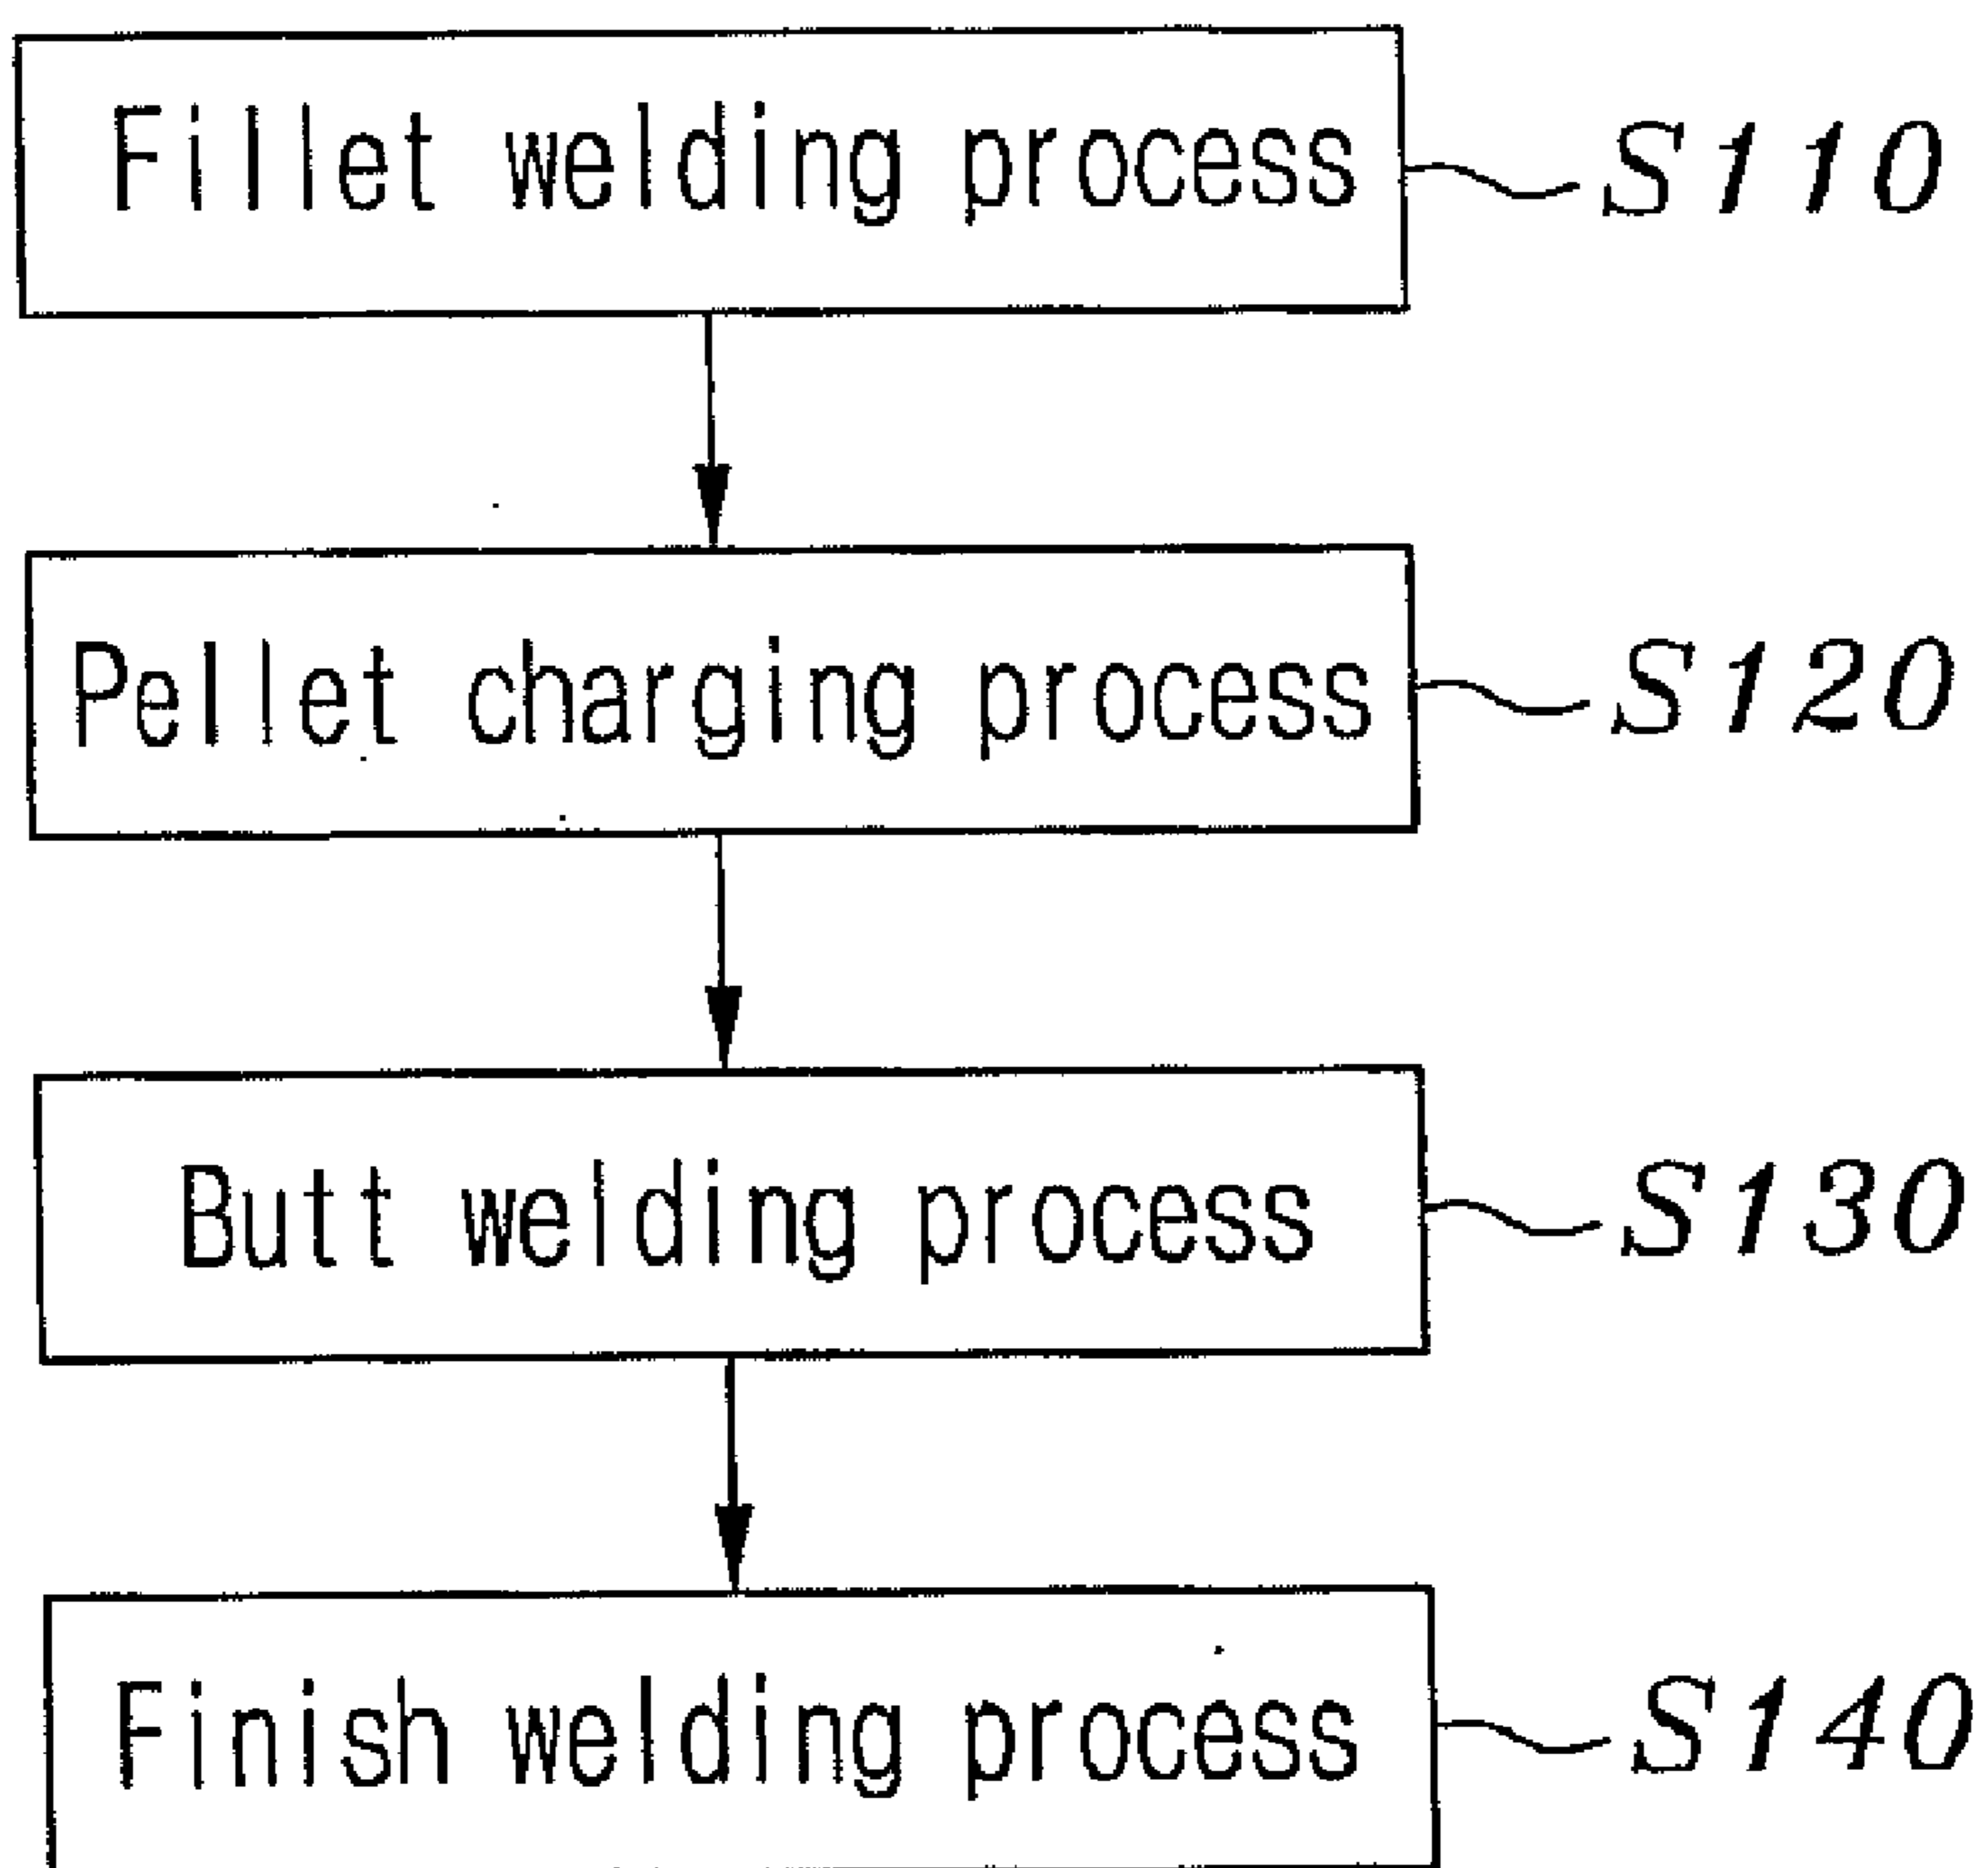 Fillet welding process S110
Pellet charging process S120
Butt welding process S130
Finish welding process S140